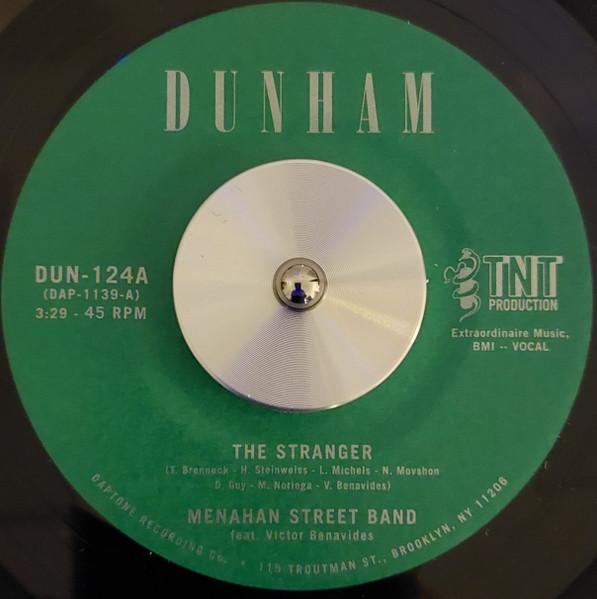 DUNHAM
DUN-124A
(DAP-1139-A)
3:29 - 45 RPM
TNT
PRODUCTION
Extraordinaire Music,
BMI -- VOCAL
THE STRANGER
(T. Brenneck - H. Steinweiss - L. Michels - N. Movshon
D. Guy - M. Noriega - V. Benavides)
MENAHAN STREET BAND
feat. Victor Benavides
DAPTONE RECORDING Co. • 115 TROUTMAN ST., BROOKLYN, NY 11206